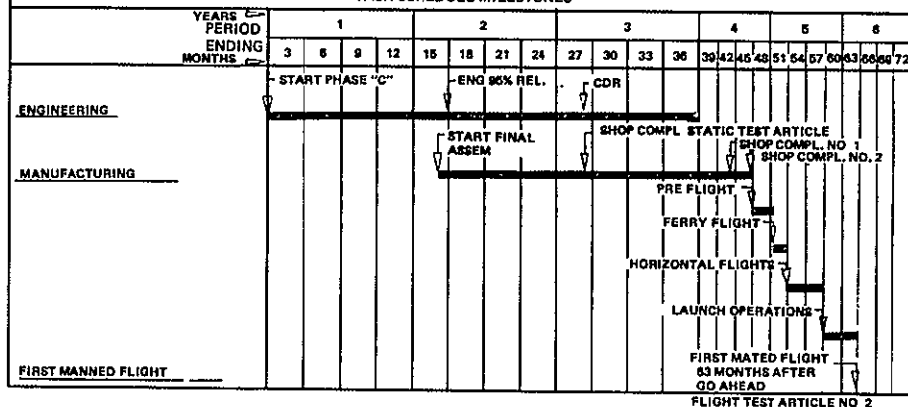 YEARS
PERIOD 1 2 3 4 5 6
ENDING
MONTHS 3 6 9 12 15 18 21 24 27 30 33 36 39 42 45 48 51 54 57 60 63 66 69 72
START PHASE "C" ENG 95% REL. CDR
ENGINEERING
START FINAL
ASSEM
SHOP COMPL STATIC TEST ARTICLE
SHOP COMPL. NO. 1
SHOP COMPL. NO. 2
MANUFACTURING
PRE FLIGHT
FERRY FLIGHT
HORIZONTAL FLIGHTS
LAUNCH OPERATIONS
FIRST MATED FLIGHT
63 MONTHS AFTER
GO AHEAD
FIRST MANNED FLIGHT
FLIGHT TEST ARTICLE NO 2